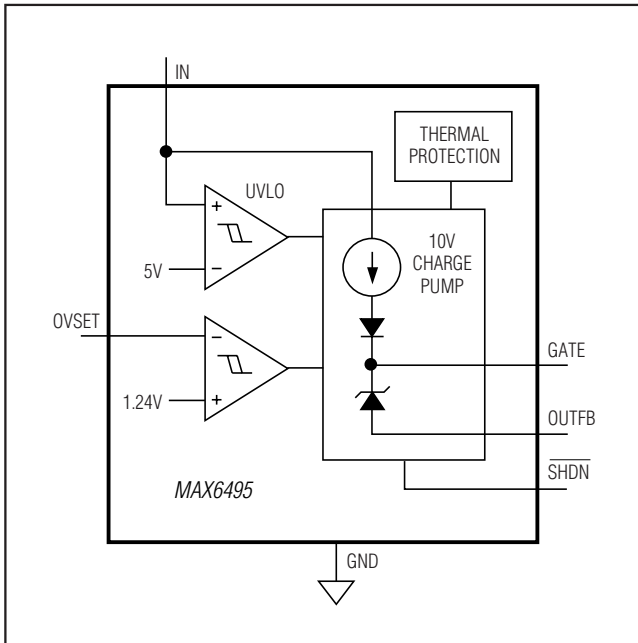 IN
THERMAL
PROTECTION
UVLO
+
10V
CHARGE
PUMP
5V
−
OVSET
−
GATE
1.24V
+
OUTFB
SHDN
MAX6495
GND